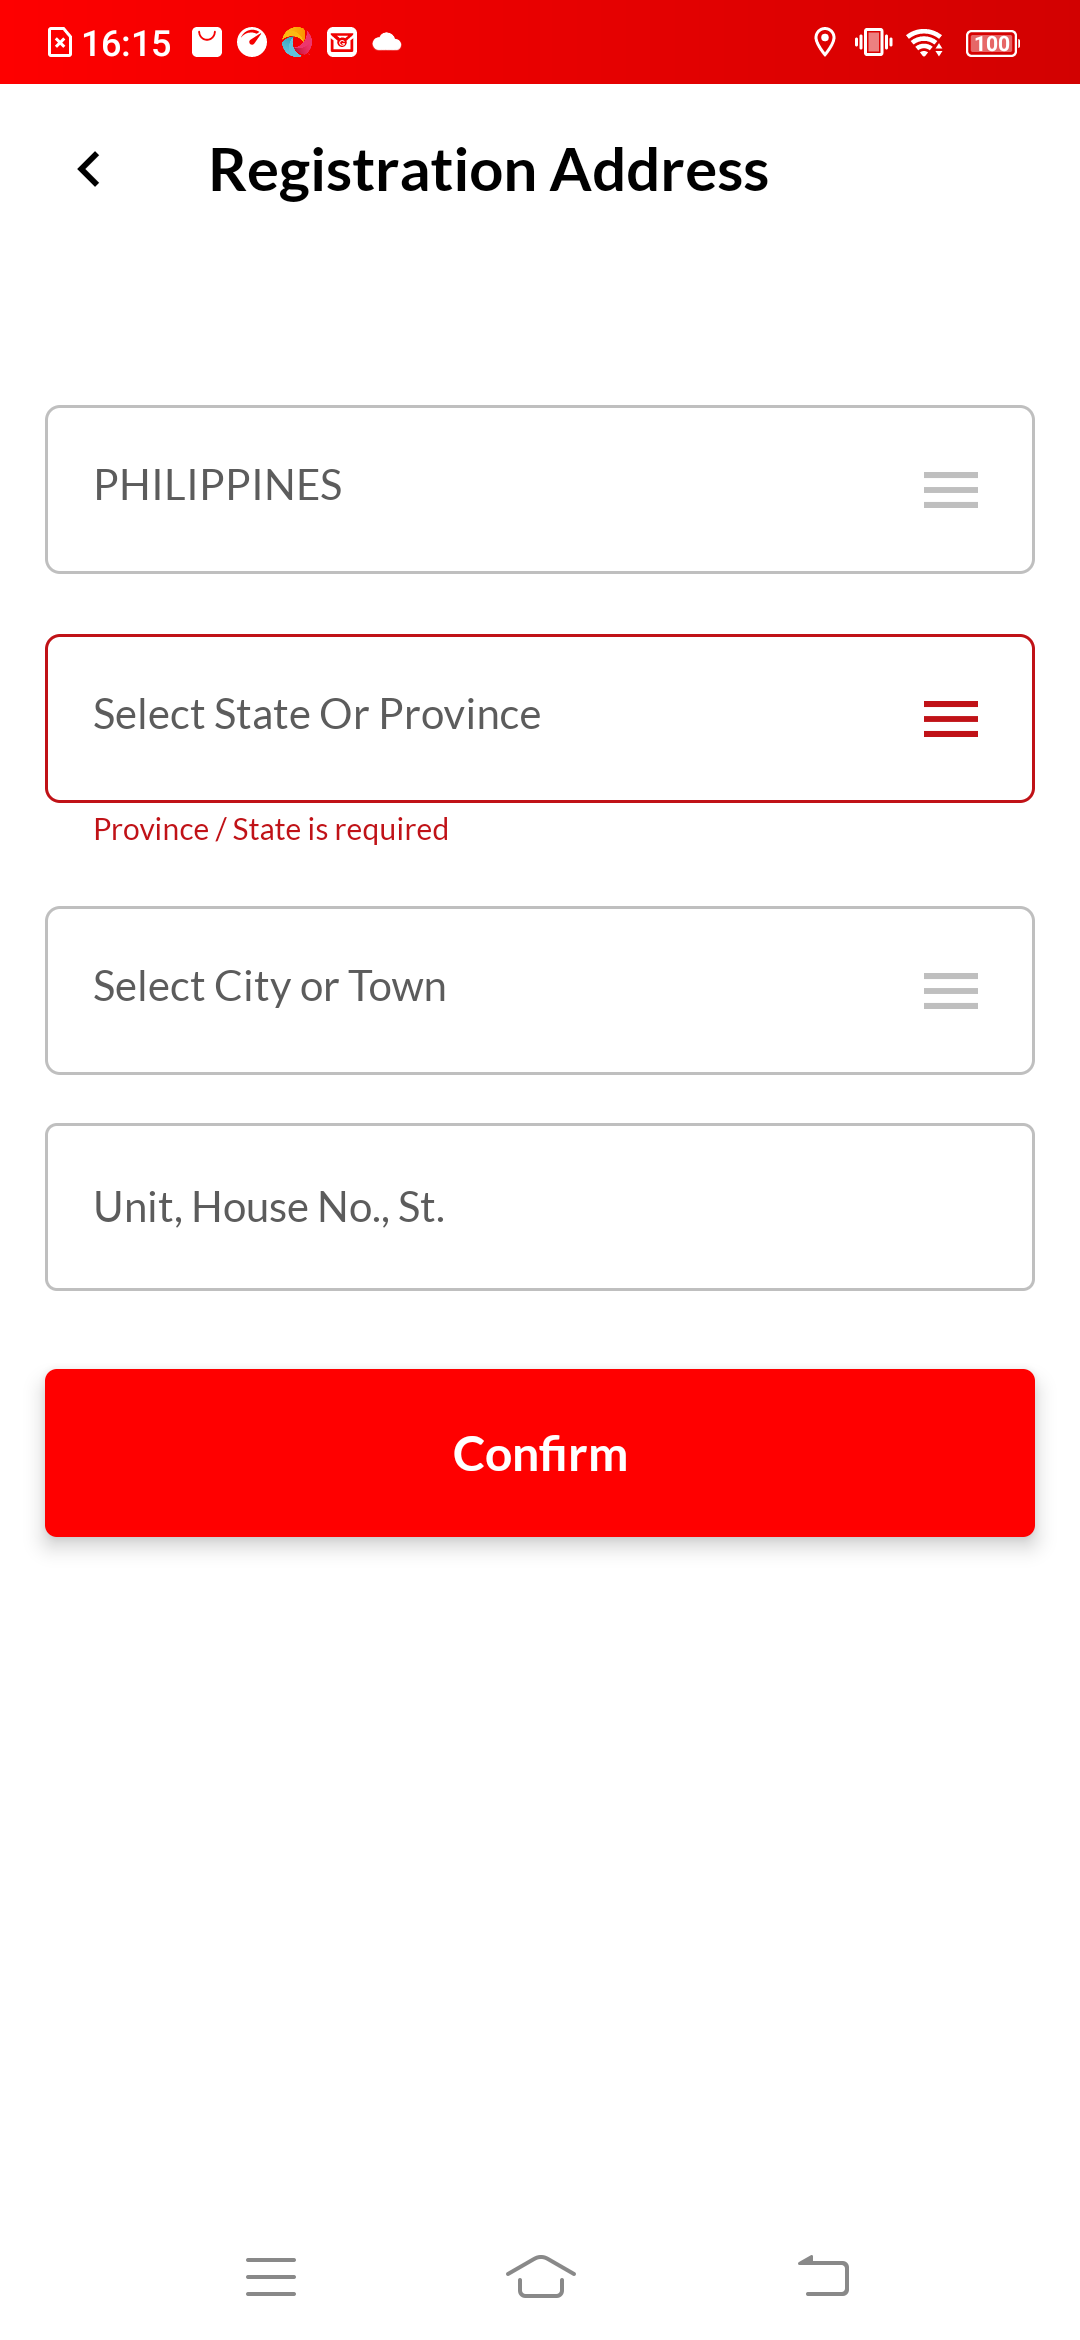 16:15
100
Registration Address
PHILIPPINES
Select State Or Province
Province / State is required
Select City or Town
Unit, House No., St.
Confirm